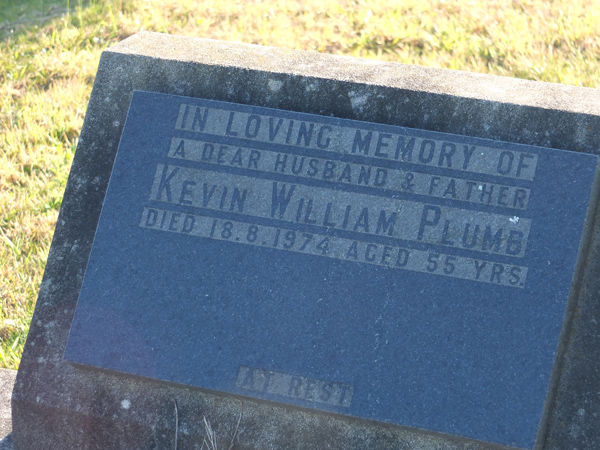 IN LOVING MEMORY OF
A DEAR HUSBAND & FATHER
KEVIN WILLIAM PLUMB
DIED 18.8.1974 AGED 55 YRS.
AT REST